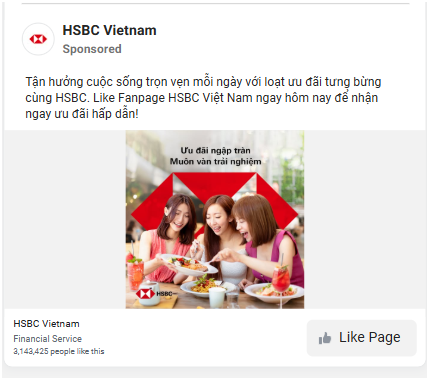 HSBC Vietnam
Sponsored
Tận hưởng cuộc sống trọn vẹn mỗi ngày với loạt ưu đãi tưng bừng
cùng HSBC. Like Fanpage HSBC Việt Nam ngay hôm nay để nhận
ngay ưu đãi hấp dẫn!
Ưu đãi ngập tràn
Muôn vàn trải nghiệm
HSBC
HSBC Vietnam
Financial Service
3,143,425 people like this
Like Page